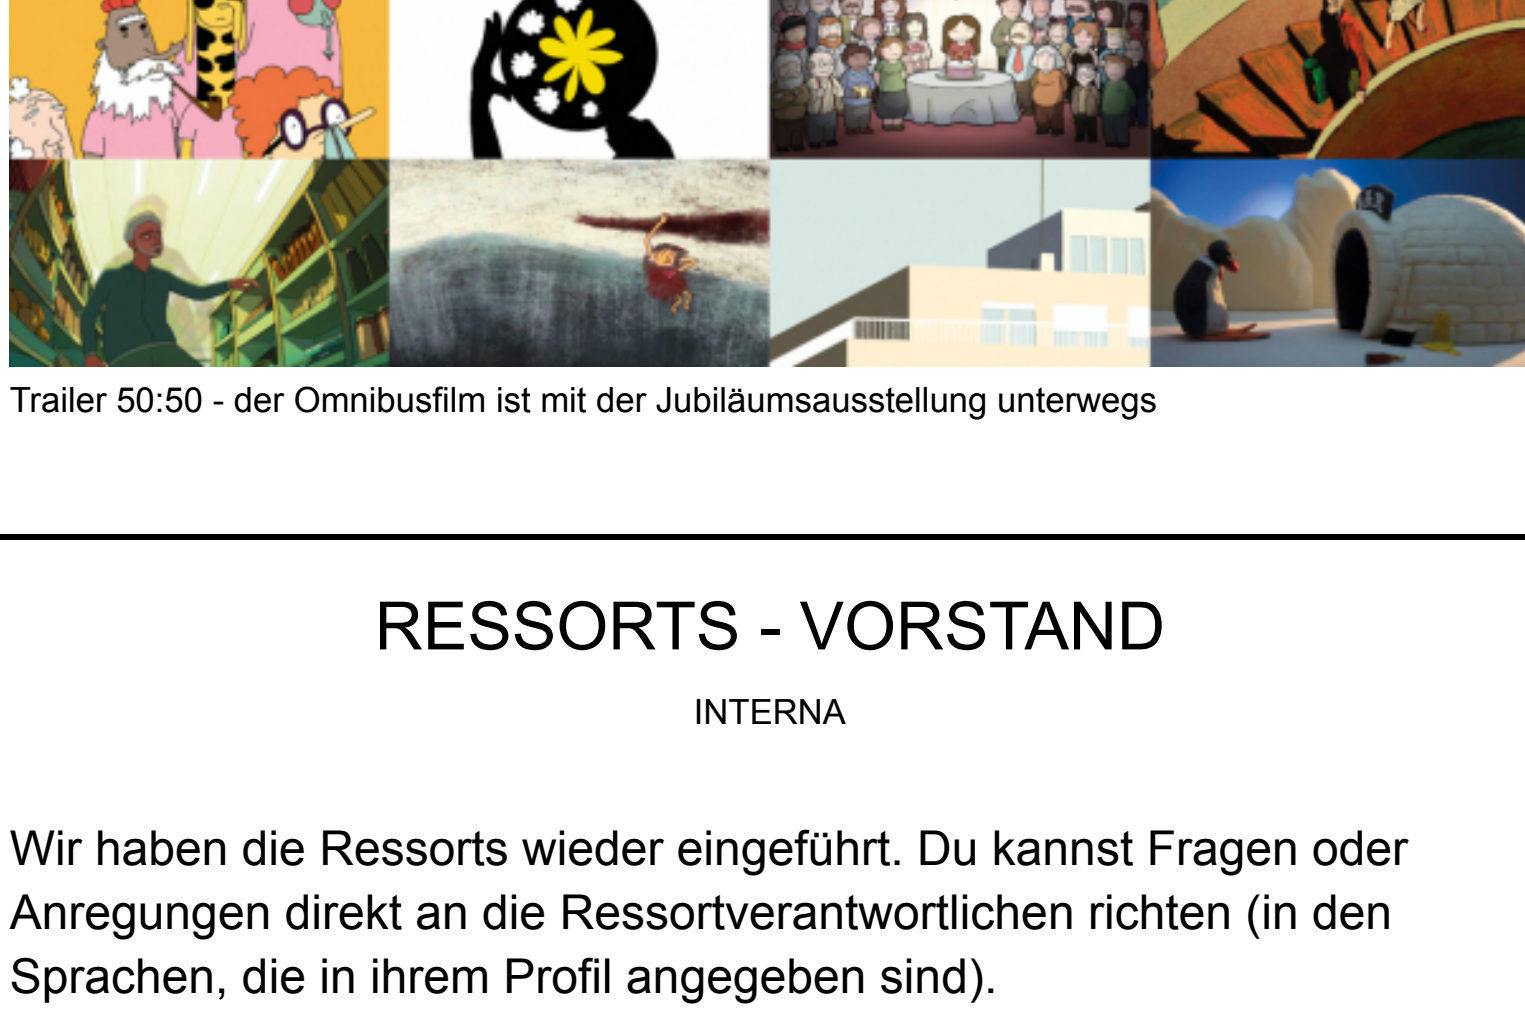 Trailer 50:50 - der Omnibusfilm ist mit der Jubiläumsausstellung unterwegs
RESSORTS - VORSTAND
INTERNA
Wir haben die Ressorts wieder eingeführt. Du kannst Fragen oder
Anregungen direkt an die Ressortverantwortlichen richten (in den
Sprachen, die in ihrem Profil angegeben sind).